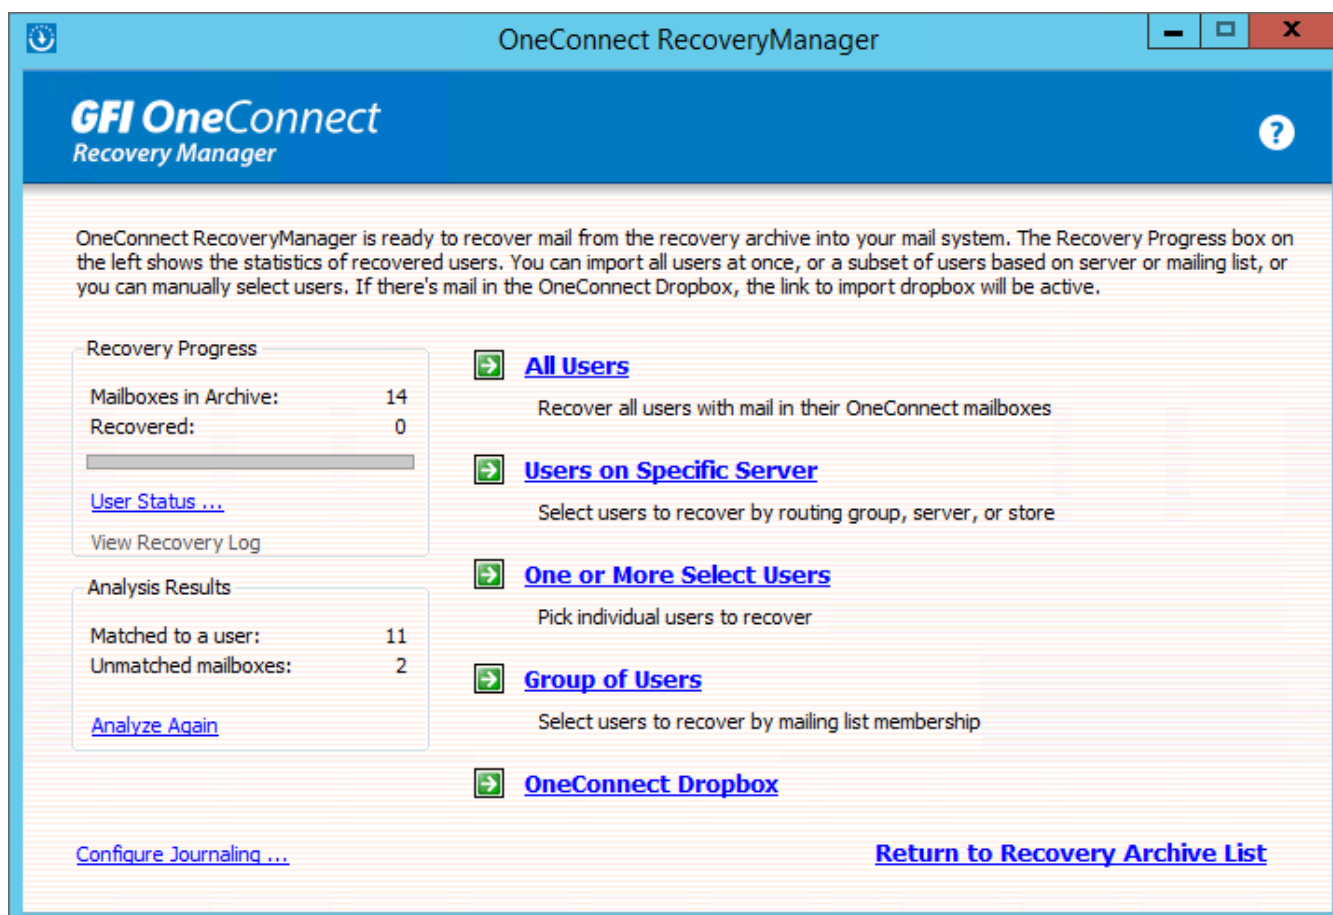 OneConnect RecoveryManager
X
GFI OneConnect
Recovery Manager
?
OneConnect RecoveryManager is ready to recover mail from the recovery archive into your mail system. The Recovery Progress box on
the left shows the statistics of recovered users. You can import all users at once, or a subset of users based on server or mailing list, or
you can manually select users. If there's mail in the OneConnect Dropbox, the link to import dropbox will be active.
Recovery Progress
Mailboxes in Archive: 14
Recovered: 0
User Status ...
View Recovery Log
Analysis Results
Matched to a user: 11
Unmatched mailboxes: 2
Analyze Again
All Users
Recover all users with mail in their OneConnect mailboxes
Users on Specific Server
Select users to recover by routing group, server, or store
One or More Select Users
Pick individual users to recover
Group of Users
Select users to recover by mailing list membership
OneConnect Dropbox
Configure Journaling ...
Return to Recovery Archive List